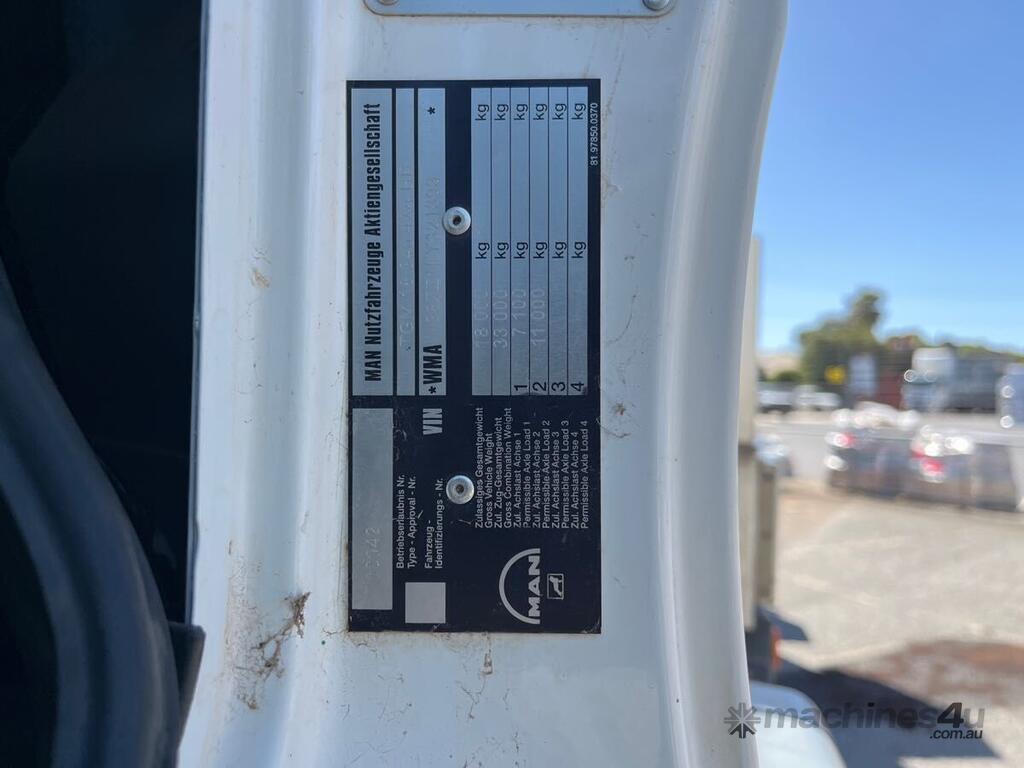 MAN Nutzfahrzeuge Aktiengesellschaft
Betriebserlaubnis Nr.
Type - Approval - Nr.
Fahrzeug -
Identifizierungs - Nr.
VIN *WMA *
Zulassiges Gesamtgewicht
Gross Vehicle Weight
18 000 kg kg
Zul. Zug-Gesamtgewicht
Gross Combination Weight
33 000 kg kg
Zul. Achslast Achse 1
Permissible Axle Load 1
1 7 100 kg kg
Zul. Achslast Achse 2
Permissible Axle Load 2
2 11 000 kg kg
Zul. Achslast Achse 3
Permissible Axle Load 3
3 kg kg
Zul. Achslast Achse 4
Permissible Axle Load 4
4 kg kg
81.97850.0370
MAN
machines4u
.com.au